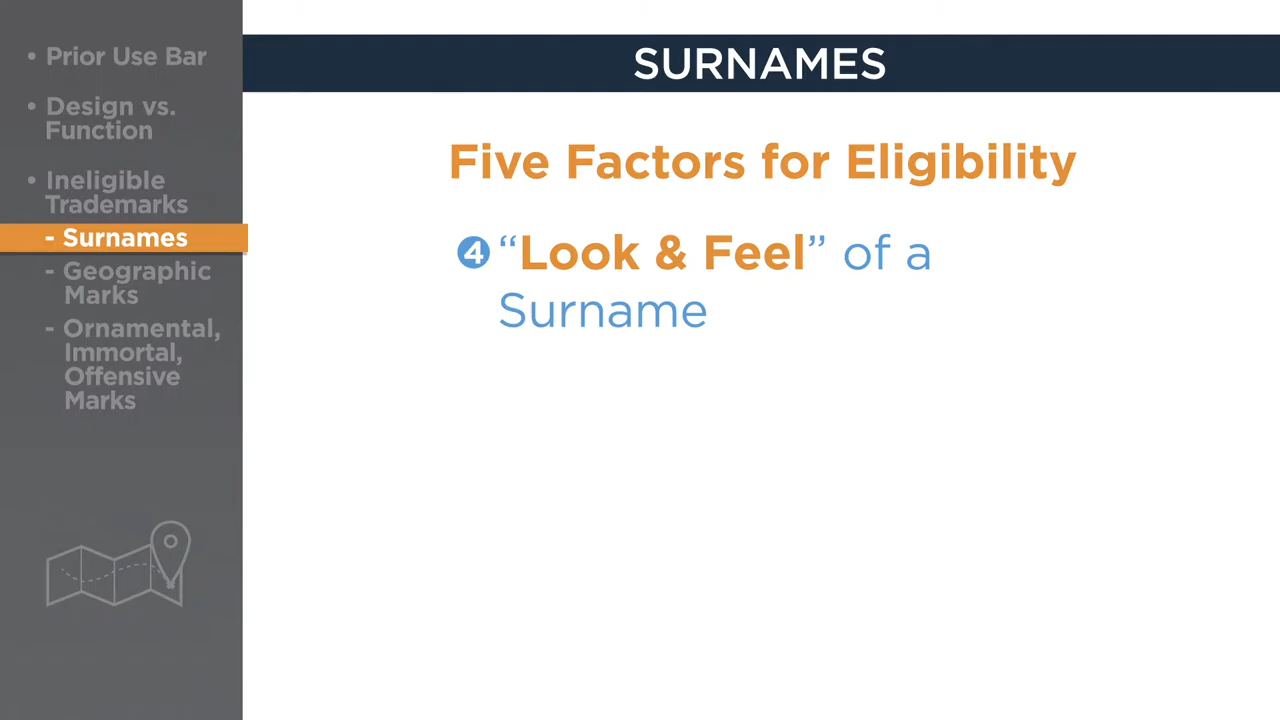 • Prior Use Bar
• Design vs.
Function
• Ineligible
Trademarks
- Surnames
- Geographic
Marks
- Ornamental,
Immortal,
Offensive
Marks
SURNAMES
Five Factors for Eligibility
4 “Look & Feel” of a
Surname